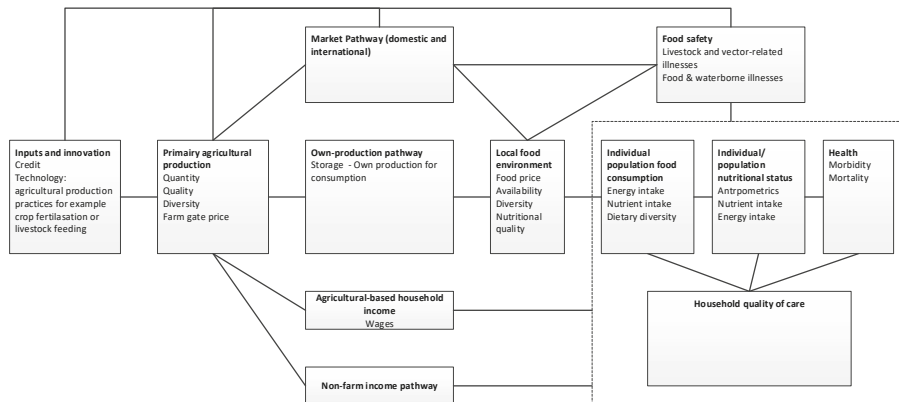 Market Pathway (domestic and
international)
Food safety
Livestock and vector-related
illnesses
Food & waterborne illnesses
Inputs and innovation
Credit
Technology:
agricultural production
practices for example
crop fertilasation or
livestock feeding
Primairy agricultural
production
Quantity
Quality
Diversity
Farm gate price
Own-production pathway
Storage - Own production for
consumption
Local food
environment
Food price
Availability
Diversity
Nutritional
quality
Individual
population food
consumption
Energy intake
Nutrient intake
Dietary diversity
Individual/
population
nutritional status
Antrpometrics
Nutrient intake
Energy intake
Health
Morbidity
Mortality
Agricultural-based household
income
Wages
Household quality of care
Non-farm income pathway